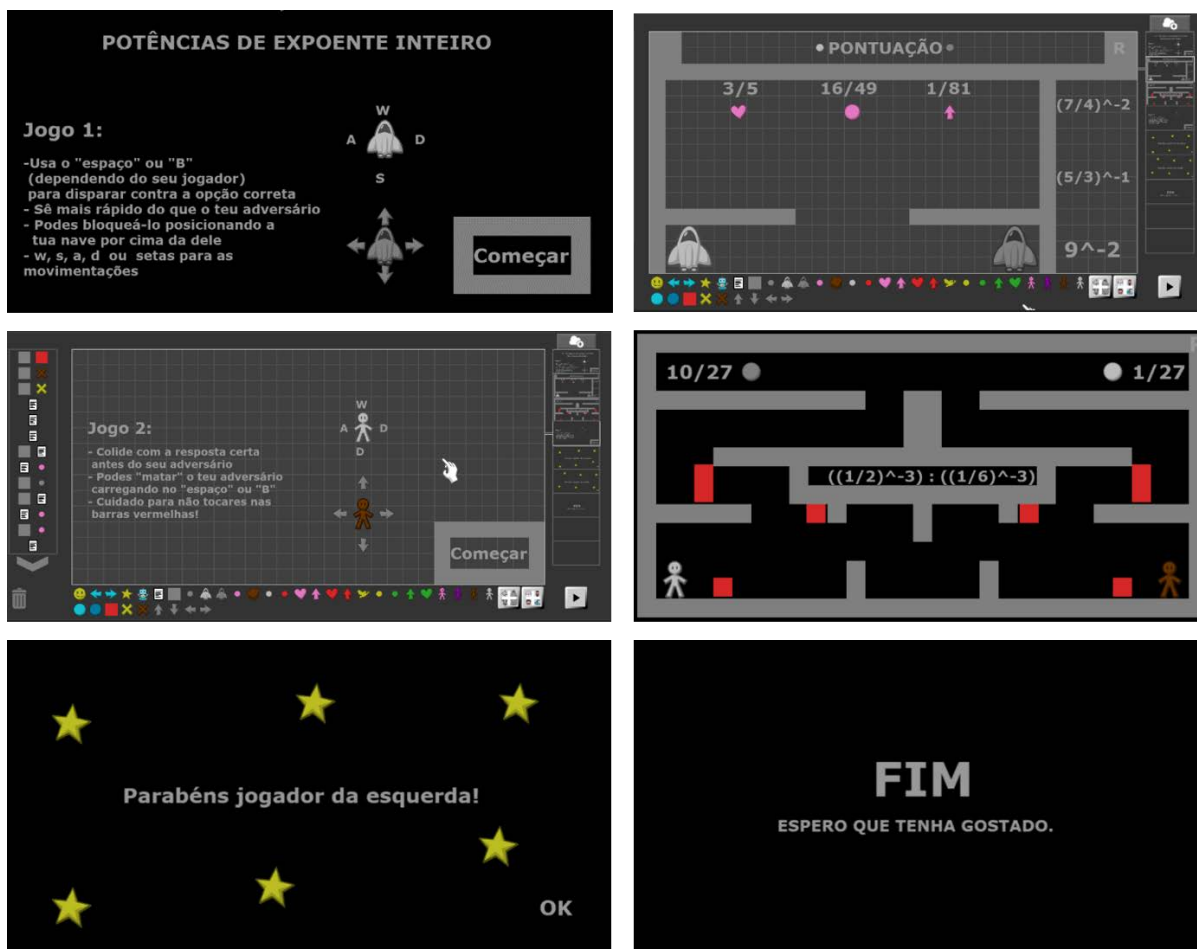 POTÊNCIAS DE EXPOENTE INTEIRO
Jogo 1:
W
A D
S
-Usa o "espaço" ou "B"
(dependendo do seu jogador)
para disparar contra a opção correta
- Sê mais rápido do que o teu adversário
- Podes bloqueá-lo posicionando a
tua nave por cima da dele
- w, s, a, d ou setas para as
movimentações
Começar
PONTUAÇÃO
R
3/5 16/49 1/81
(7/4)^-2
(5/3)^-1
9^-2
Jogo 2:
W
A D
D
- Colide com a resposta certa
antes do seu adversário
- Podes "matar" o teu adversário
carregando no "espaço" ou "B"
- Cuidado para não tocares nas
barras vermelhas!
Começar
10/27 1/27
((1/2)^-3) : ((1/6)^-3)
Parabéns jogador da esquerda!
OK
FIM
ESPERO QUE TENHA GOSTADO.